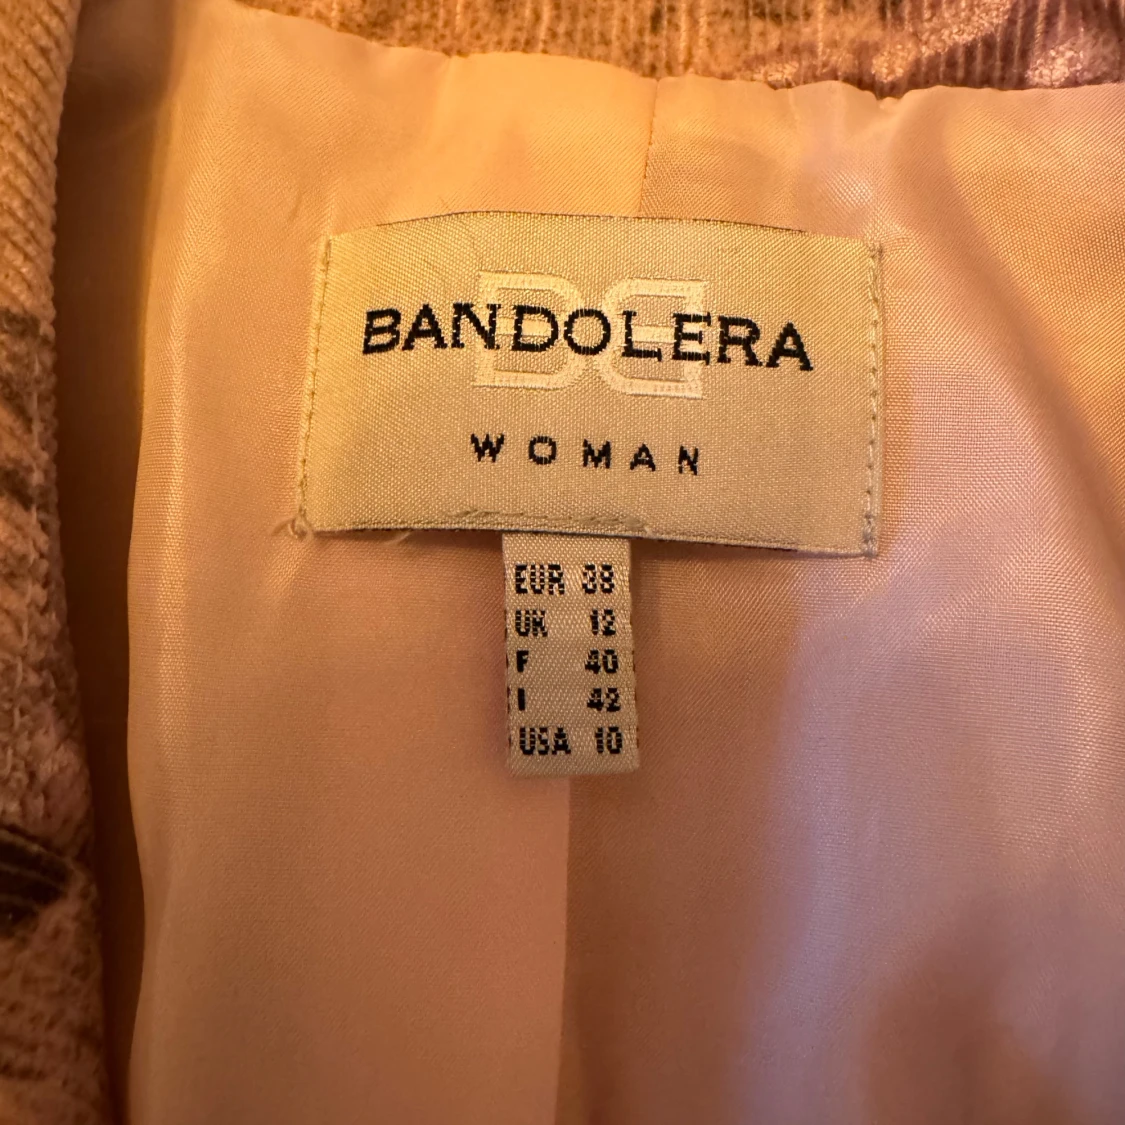 BANDOLERA
WOMAN
EUR 38
UK 12
F 40
I 42
USA 10